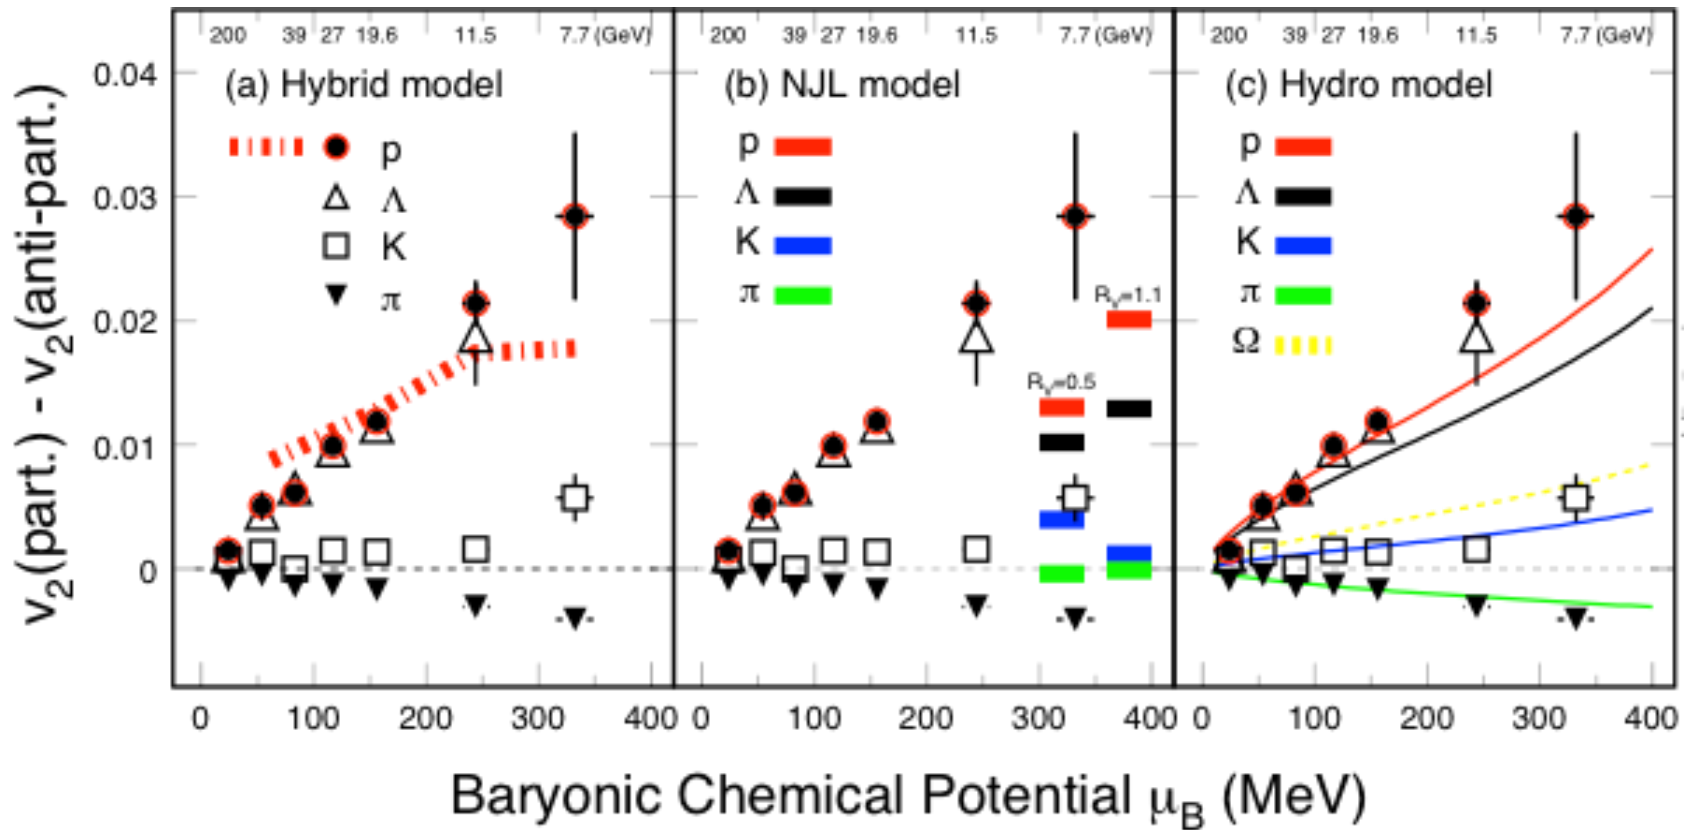 200 39 27 19.6 11.5 7.7 (GeV)
200 39 27 19.6 11.5 7.7 (GeV)
200 39 27 19.6 11.5 7.7 (GeV)
(a) Hybrid model
(b) NJL model
(c) Hydro model
p
Λ
K
π
p
Λ
K
π
R_V=1.1
R_V=0.5
p
Λ
K
π
Ω
0.04
0.03
0.02
0.01
0
v₂(part.) - v₂(anti-part.)
0 100 200 300 400
0 100 200 300 400
0 100 200 300 400
Baryonic Chemical Potential μ_B (MeV)